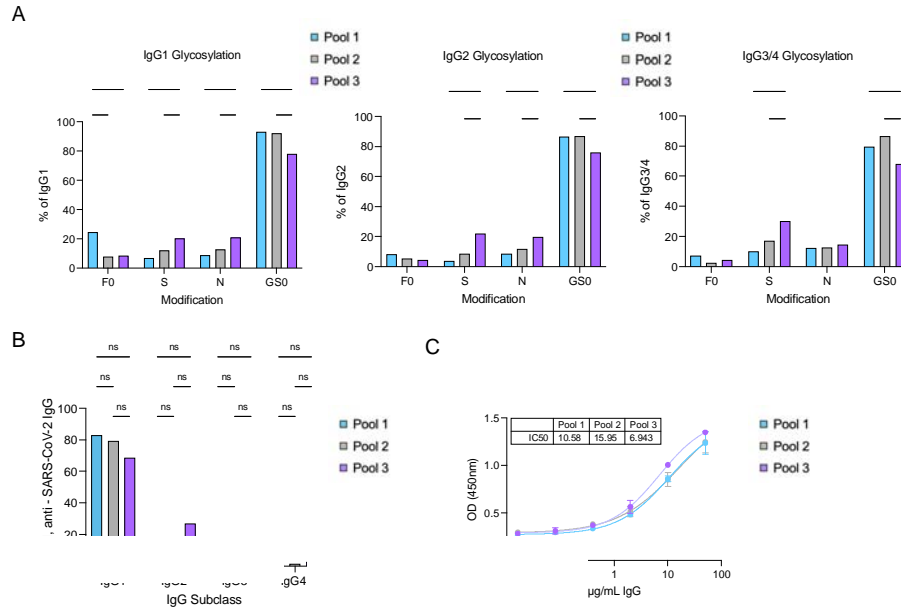 A
IgG1 Glycosylation
Pool 1
Pool 2
Pool 3
% of IgG1
100
80
60
40
20
0
F0 S N GS0
Modification
IgG2 Glycosylation
Pool 1
Pool 2
Pool 3
% of IgG2
100
80
60
40
20
0
F0 S N GS0
Modification
IgG3/4 Glycosylation
% of IgG3/4
100
80
60
40
20
0
F0 S N GS0
Modification
B
ns ns ns ns
ns ns ns ns
ns ns ns ns
, anti - SARS-CoV-2 IgG
100
80
60
40
20
gG4
IgG Subclass
Pool 1
Pool 2
Pool 3
C
OD (450nm)
1.5
1.0
0.5
Pool 1 Pool 2 Pool 3
IC50 10.58 15.95 6.943
1 10 100
µg/mL IgG
Pool 1
Pool 2
Pool 3